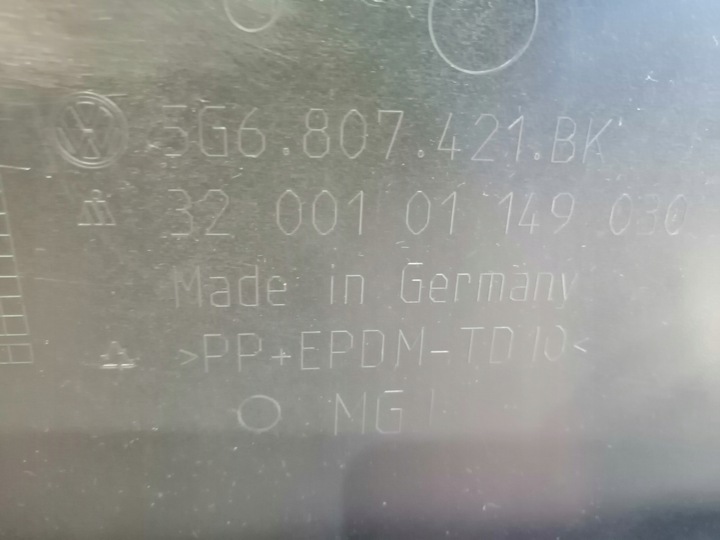 5G6.807.421.BK
32 001 01 149 030
Made in Germany
>PP+EPDM-TD10<
MG